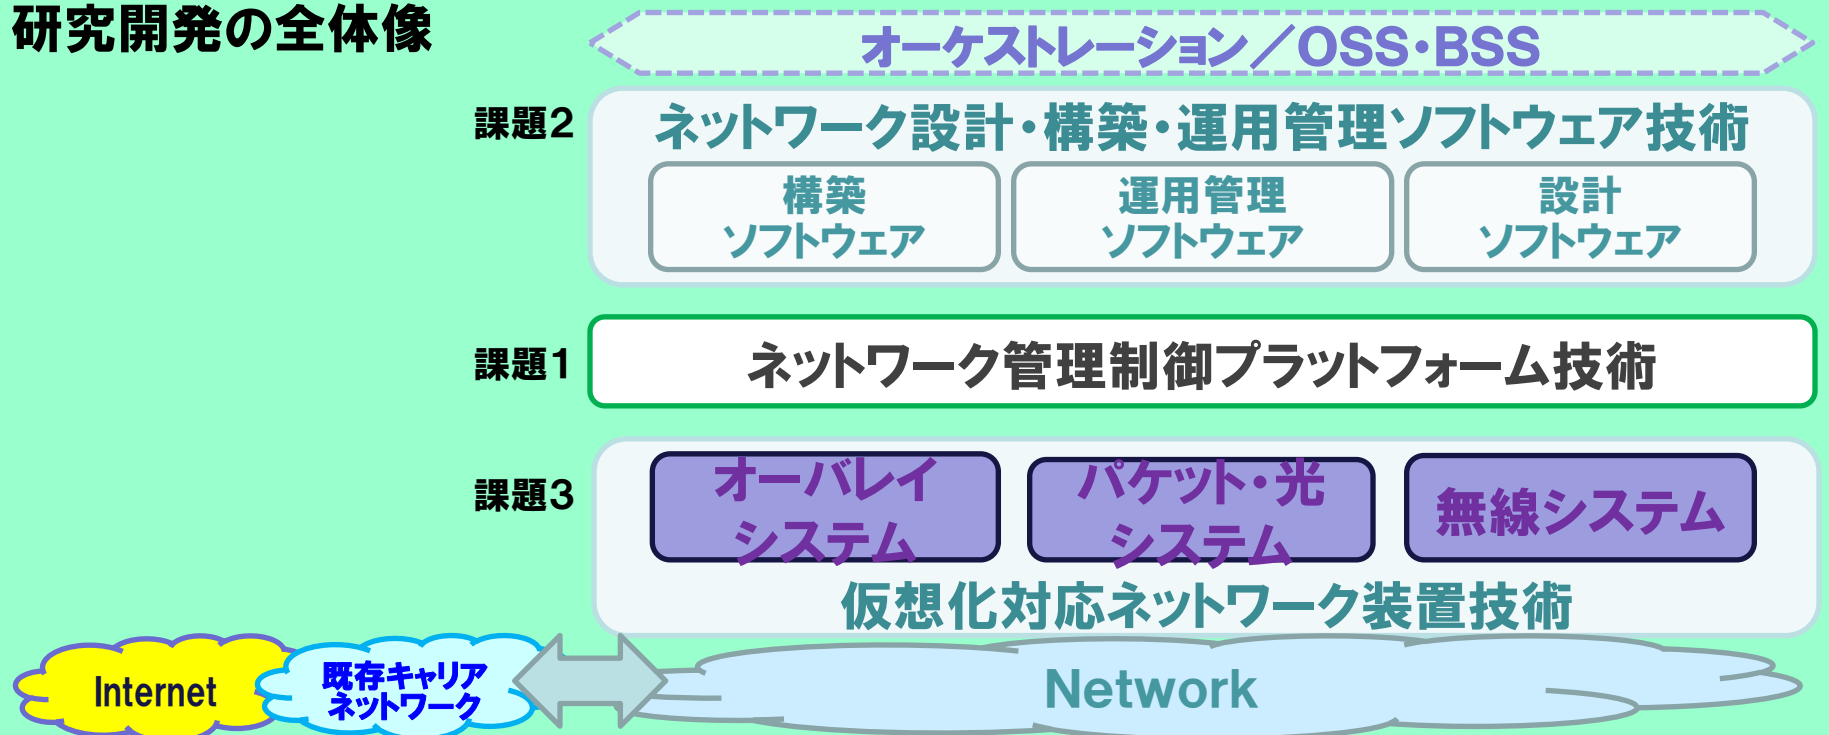 研究開発の全体像
オーケストレーション／OSS・BSS
課題2
ネットワーク設計・構築・運用管理ソフトウェア技術
構築
ソフトウェア
運用管理
ソフトウェア
設計
ソフトウェア
課題1
ネットワーク管理制御プラットフォーム技術
課題3
オーバレイ
システム
パケット・光
システム
無線システム
仮想化対応ネットワーク装置技術
Internet
既存キャリア
ネットワーク
Network